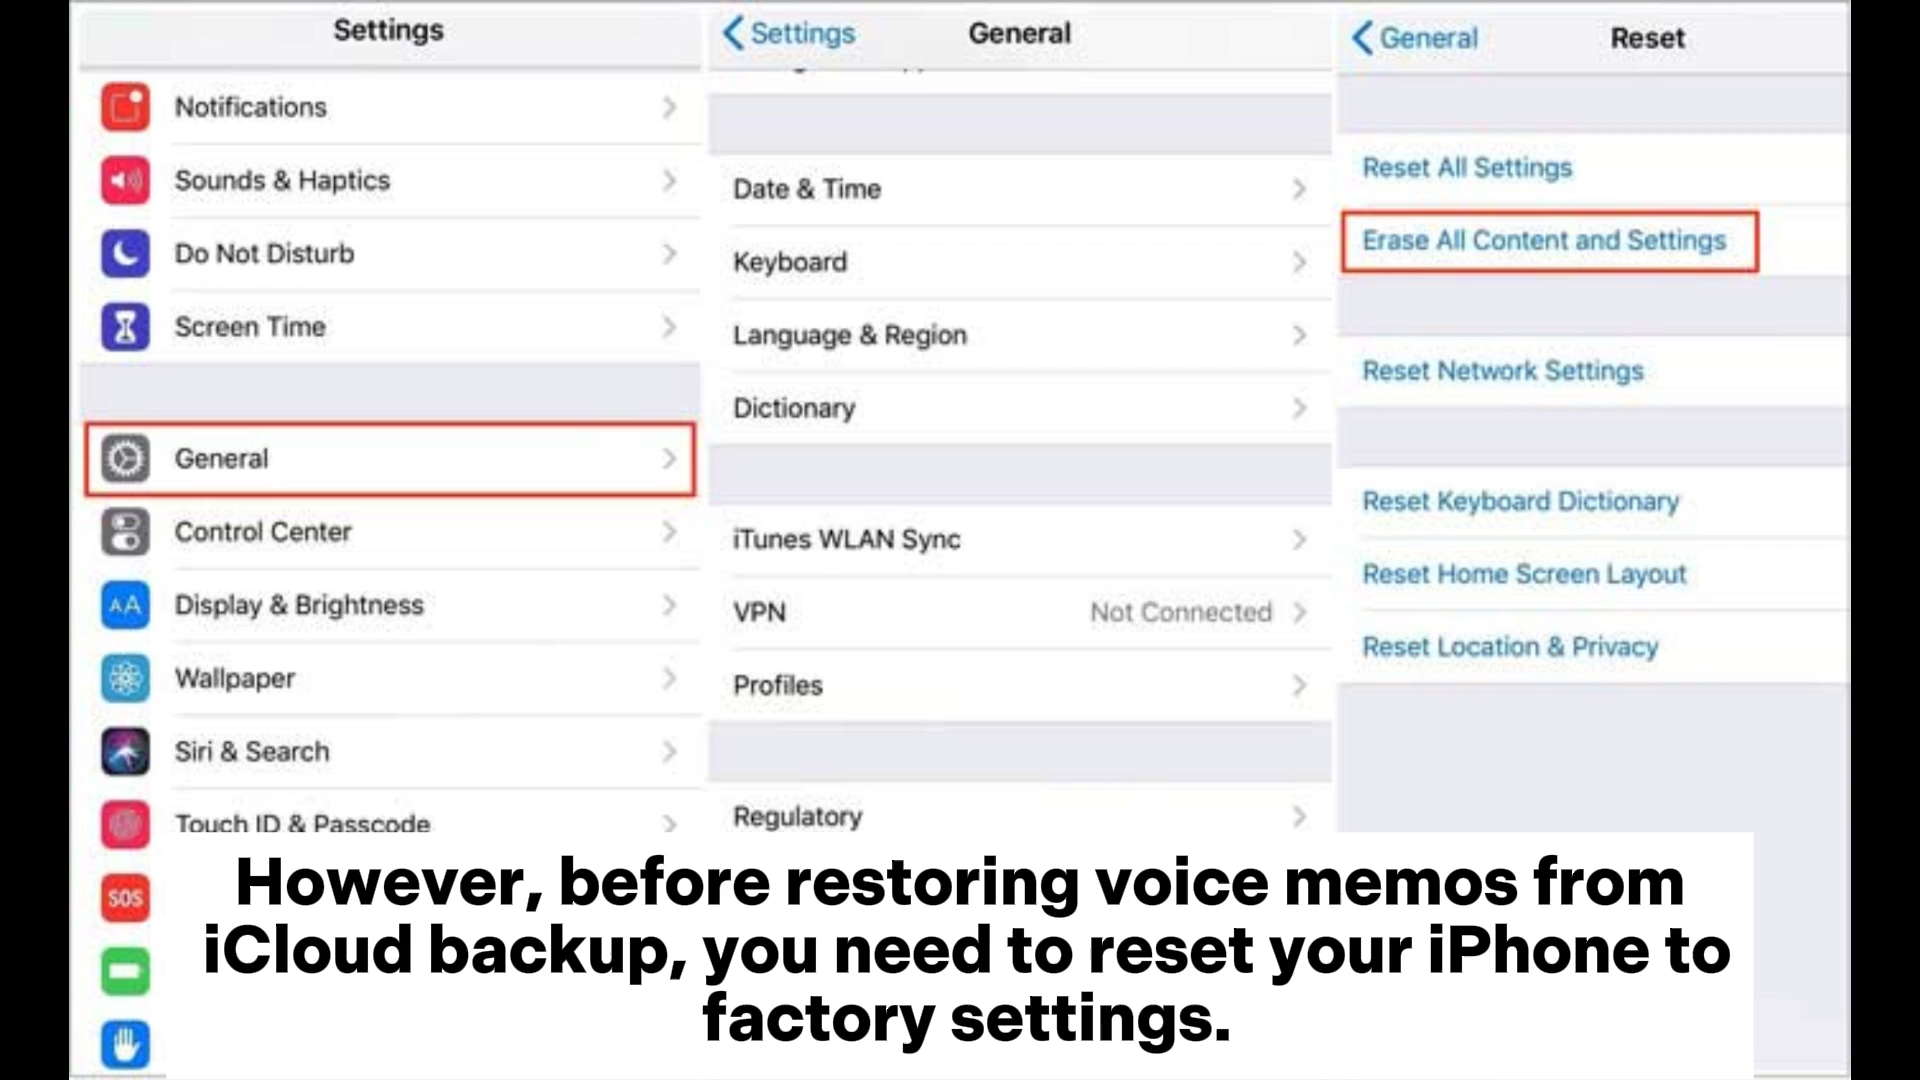 Settings
Notifications
Sounds & Haptics
Do Not Disturb
Screen Time
General
Control Center
Display & Brightness
Wallpaper
Siri & Search
Touch ID & Passcode
SOS
AA
Settings
General
Date & Time
Keyboard
Language & Region
Dictionary
iTunes WLAN Sync
VPN
Not Connected
Profiles
Regulatory
General
Reset
Reset All Settings
Erase All Content and Settings
Reset Network Settings
Reset Keyboard Dictionary
Reset Home Screen Layout
Reset Location & Privacy
However, before restoring voice memos from
iCloud backup, you need to reset your iPhone to
factory settings.